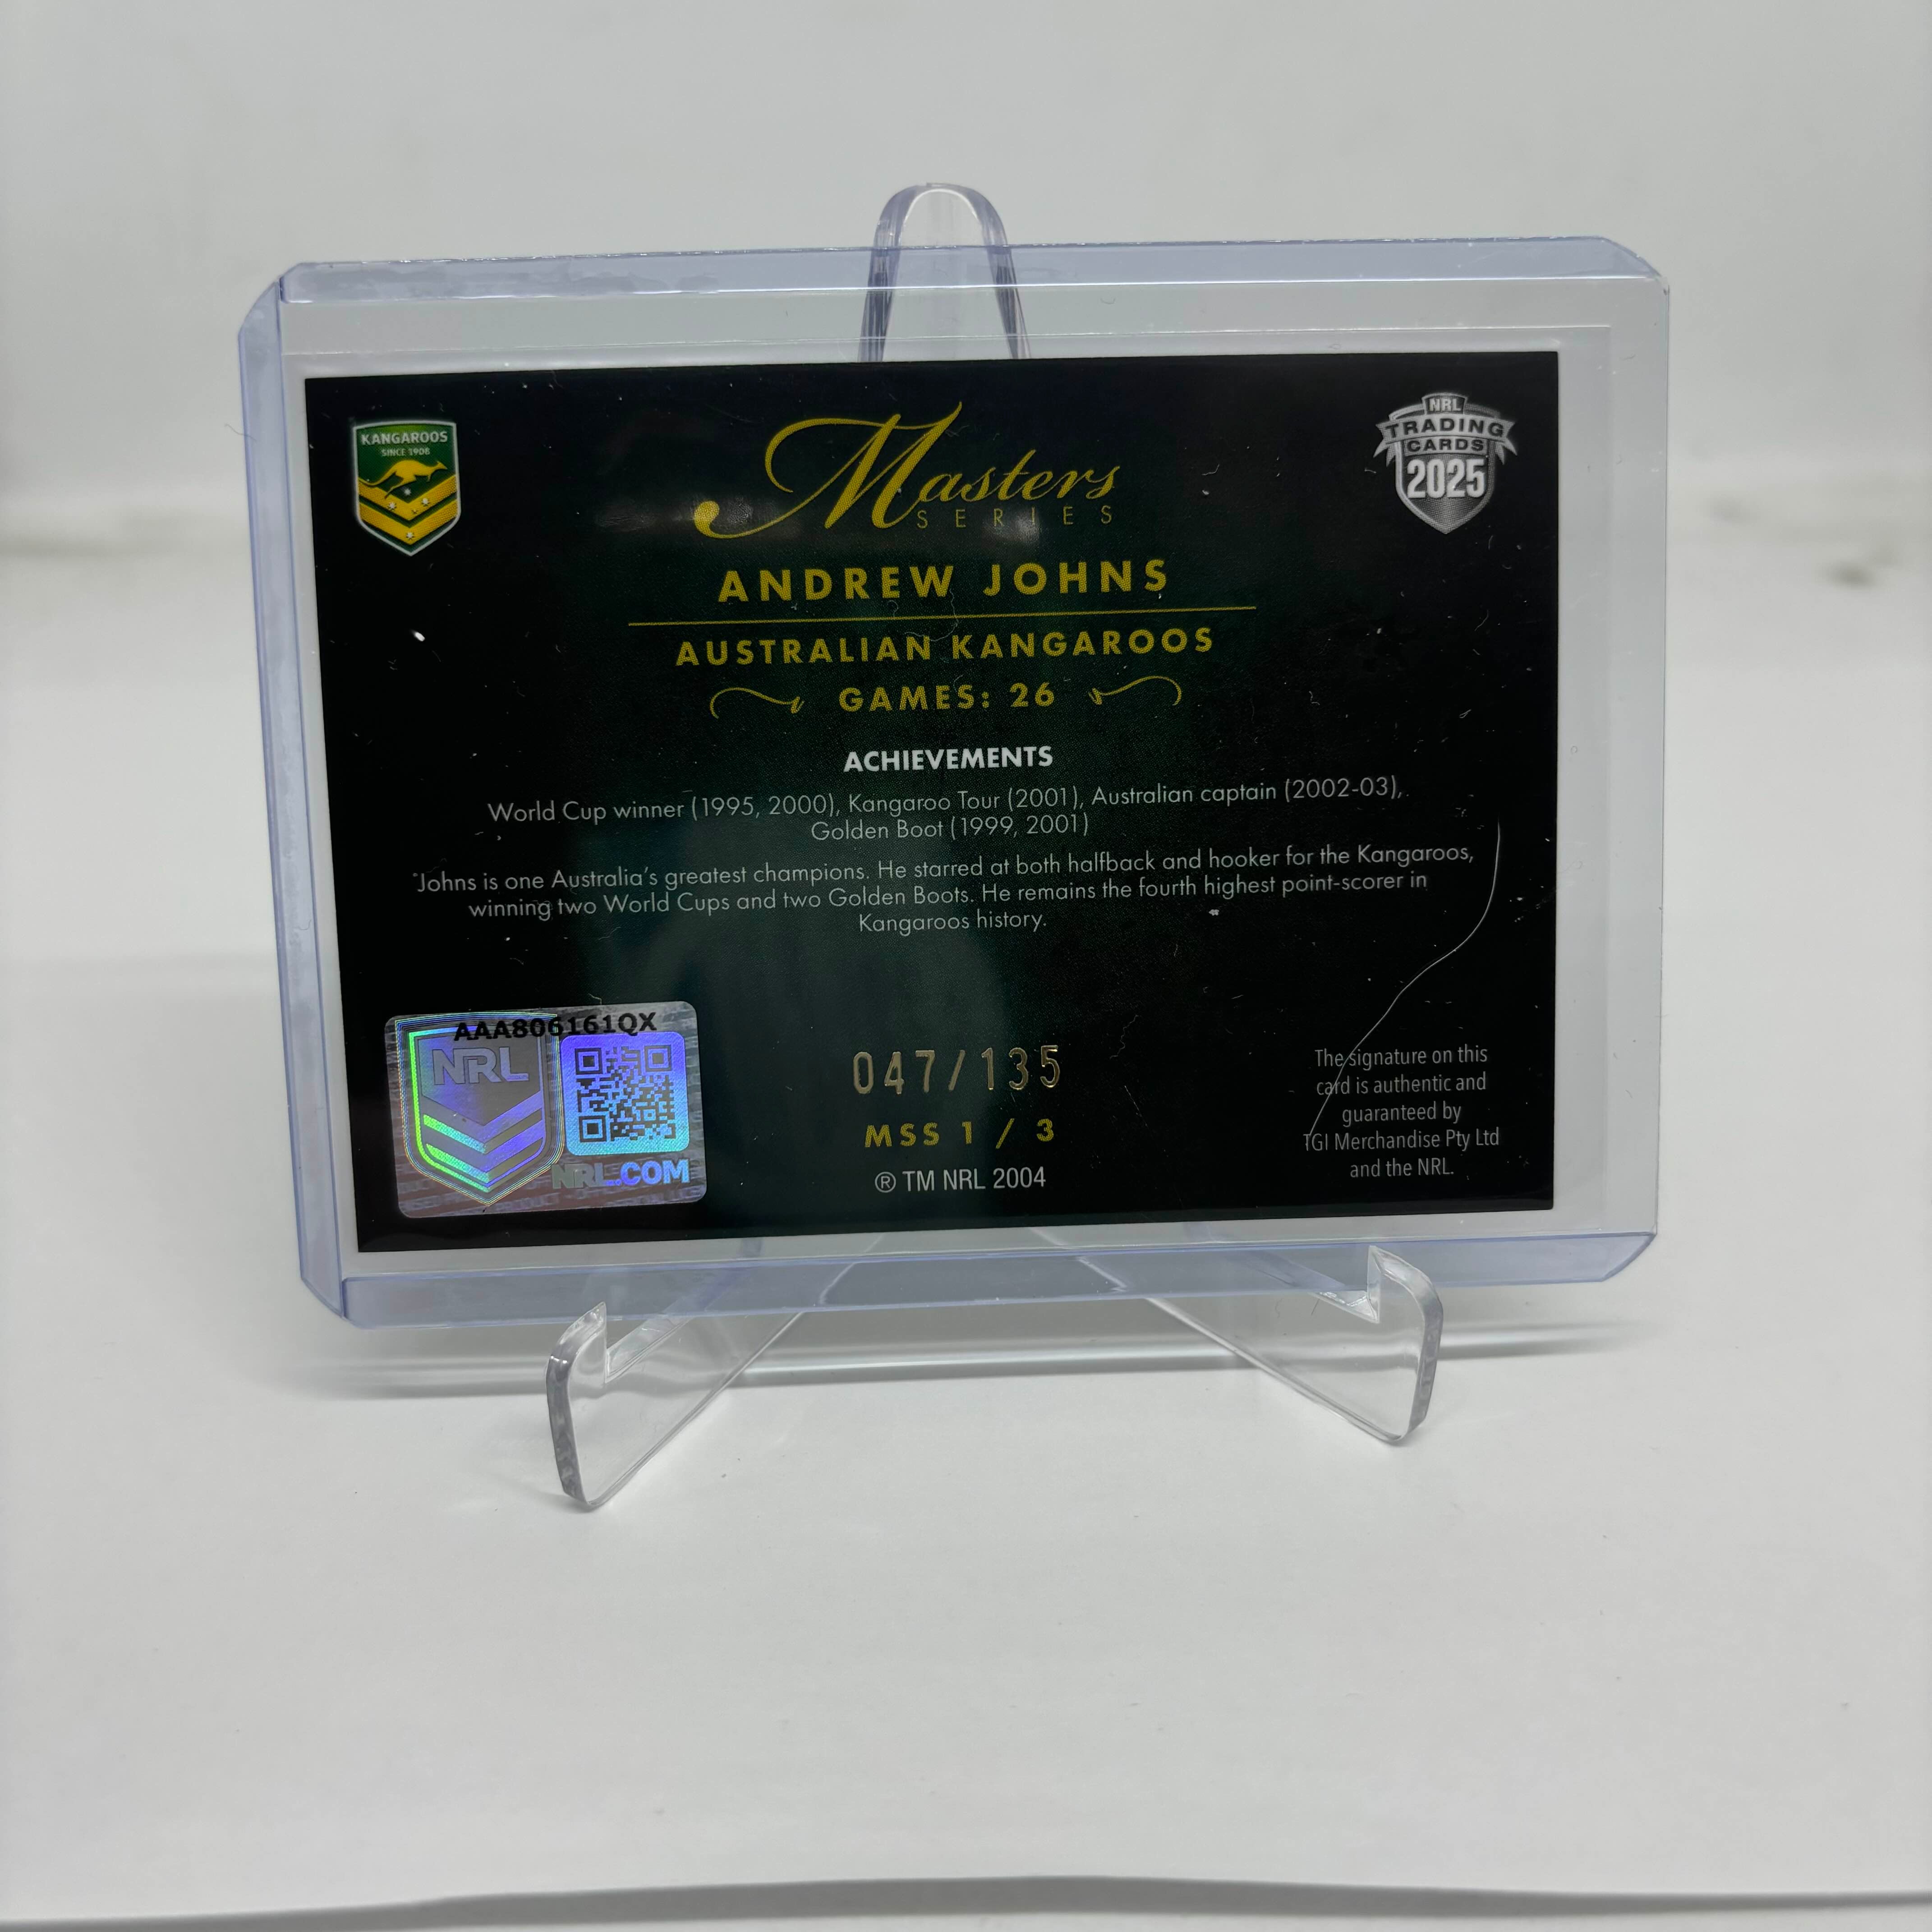 KANGAROOS
SINCE 1908
Masters
SERIES
NRL
TRADING
CARDS
2025
ANDREW JOHNS
AUSTRALIAN KANGAROOS
GAMES: 26
ACHIEVEMENTS
World Cup winner (1995, 2000), Kangaroo Tour (2001), Australian captain (2002-03),
Golden Boot (1999, 2001)
Johns is one Australia's greatest champions. He starred at both halfback and hooker for the Kangaroos,
winning two World Cups and two Golden Boots. He remains the fourth highest point-scorer in
Kangaroos history.
AAA806161QX
NRL
NRL.COM
047/135
MSS 1 / 3
® TM NRL 2004
The signature on this
card is authentic and
guaranteed by
TGI Merchandise Pty Ltd
and the NRL.